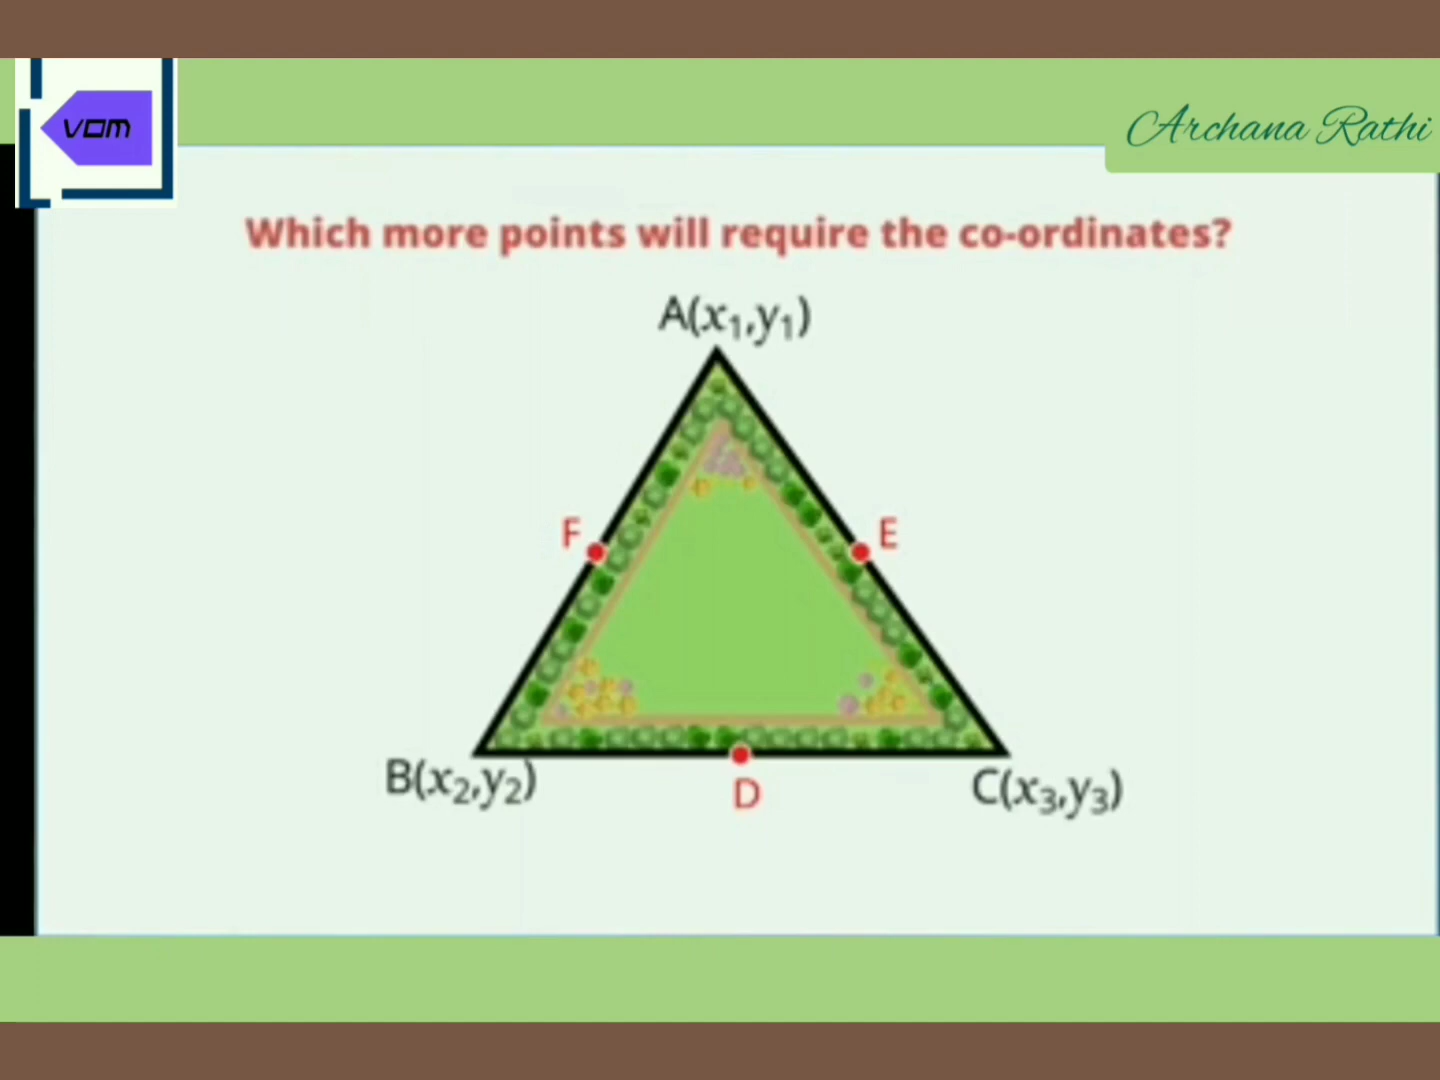 VOM
Archana Rathi
Which more points will require the co-ordinates?
A(x₁,y₁)
F
E
B(x₂,y₂)
D
C(x₃,y₃)